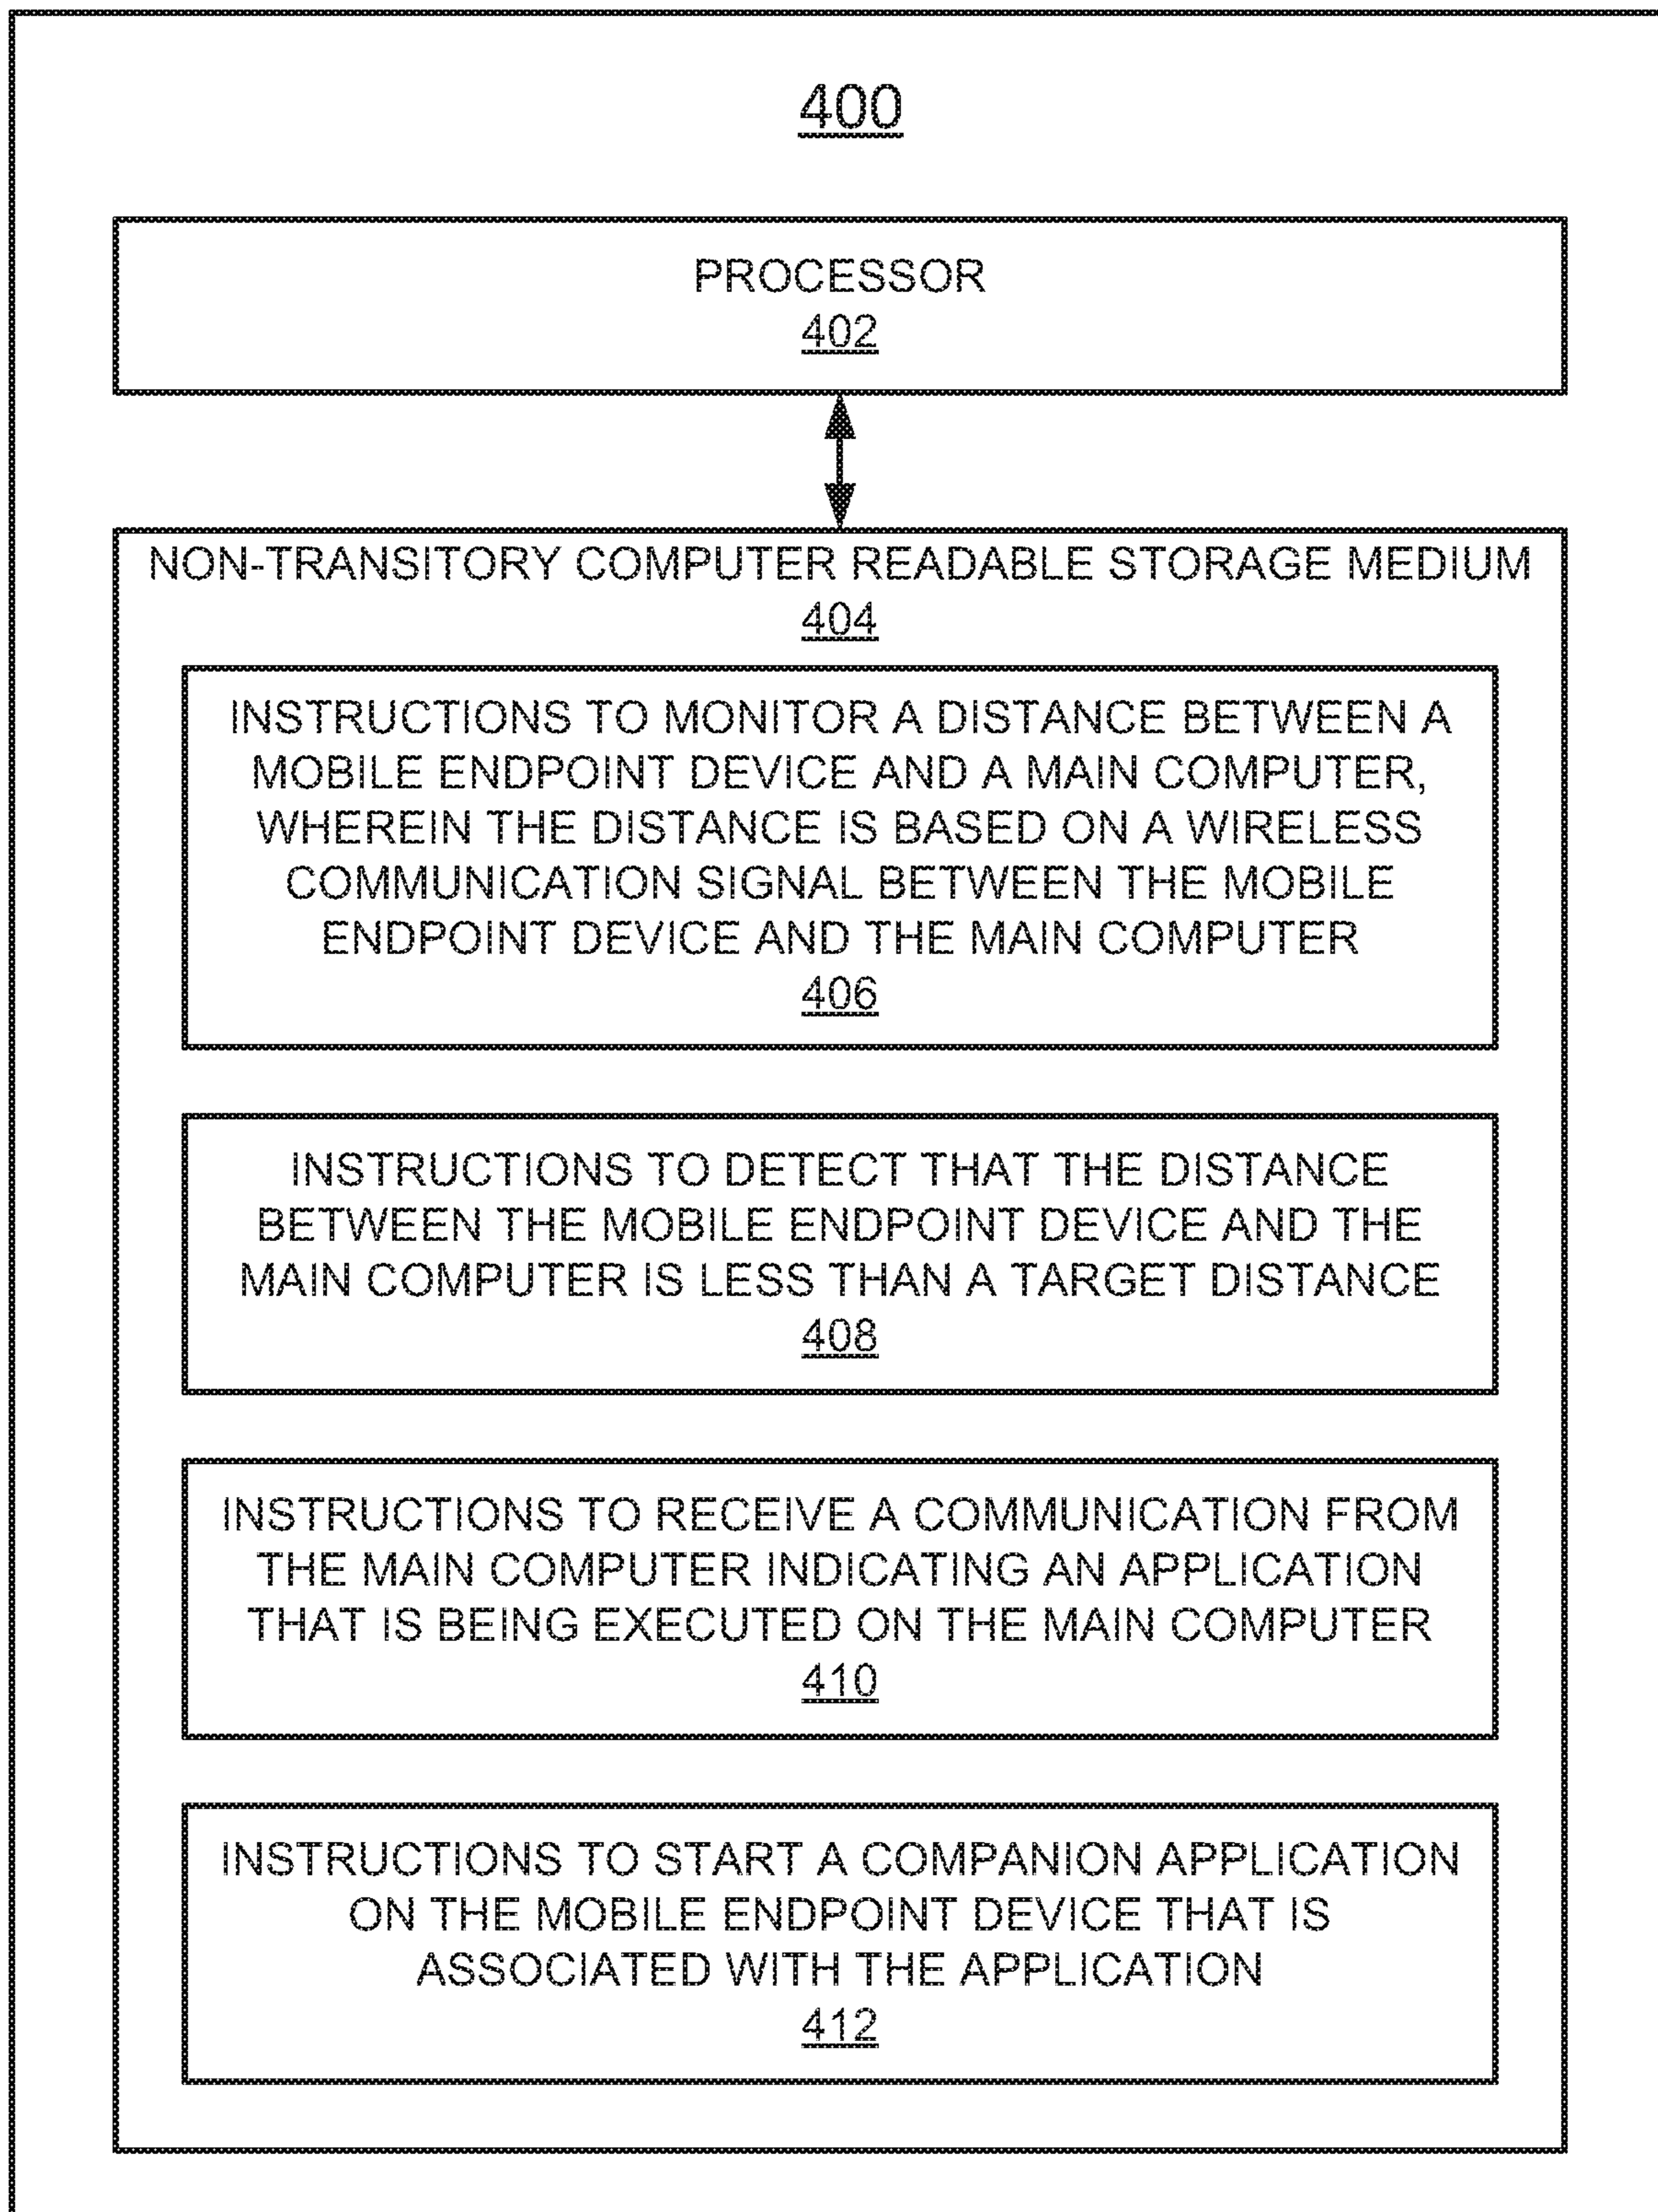 400
PROCESSOR
402
NON-TRANSITORY COMPUTER READABLE STORAGE MEDIUM
404
INSTRUCTIONS TO MONITOR A DISTANCE BETWEEN A
MOBILE ENDPOINT DEVICE AND A MAIN COMPUTER,
WHEREIN THE DISTANCE IS BASED ON A WIRELESS
COMMUNICATION SIGNAL BETWEEN THE MOBILE
ENDPOINT DEVICE AND THE MAIN COMPUTER
406
INSTRUCTIONS TO DETECT THAT THE DISTANCE
BETWEEN THE MOBILE ENDPOINT DEVICE AND THE
MAIN COMPUTER IS LESS THAN A TARGET DISTANCE
408
INSTRUCTIONS TO RECEIVE A COMMUNICATION FROM
THE MAIN COMPUTER INDICATING AN APPLICATION
THAT IS BEING EXECUTED ON THE MAIN COMPUTER
410
INSTRUCTIONS TO START A COMPANION APPLICATION
ON THE MOBILE ENDPOINT DEVICE THAT IS
ASSOCIATED WITH THE APPLICATION
412